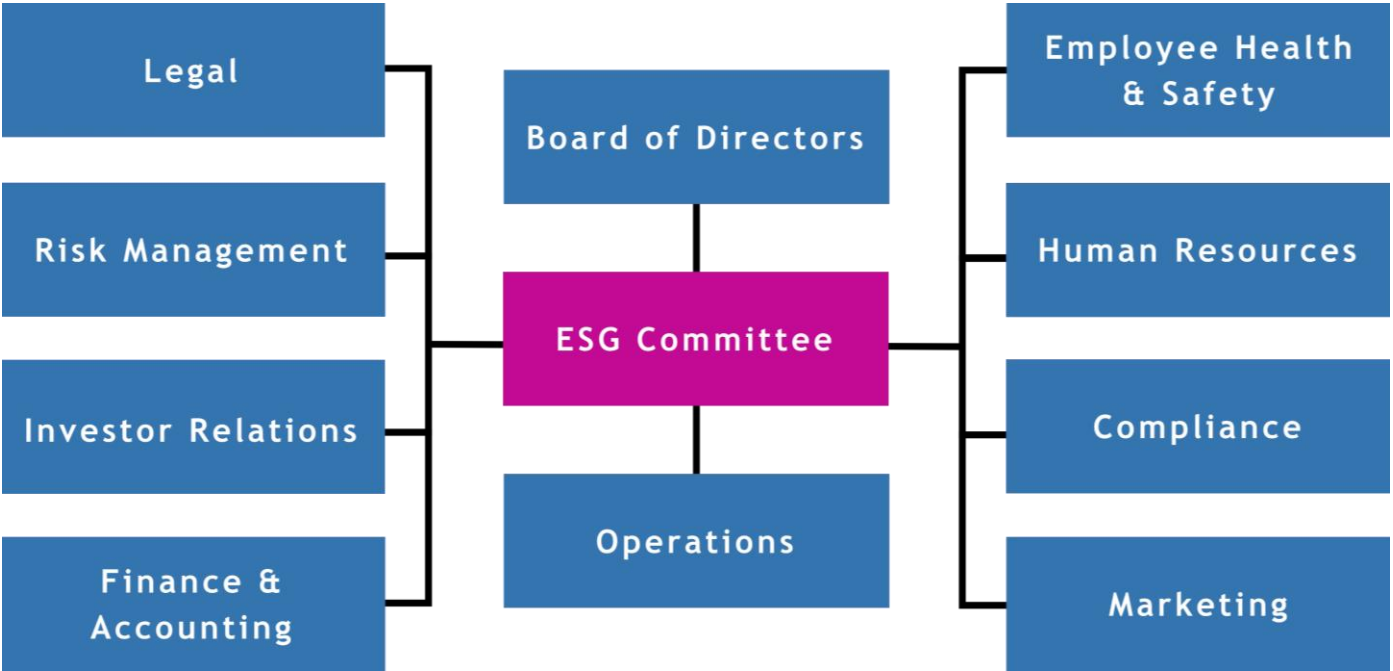 Legal
Risk Management
Investor Relations
Finance &
Accounting
Board of Directors
ESG Committee
Operations
Employee Health
& Safety
Human Resources
Compliance
Marketing